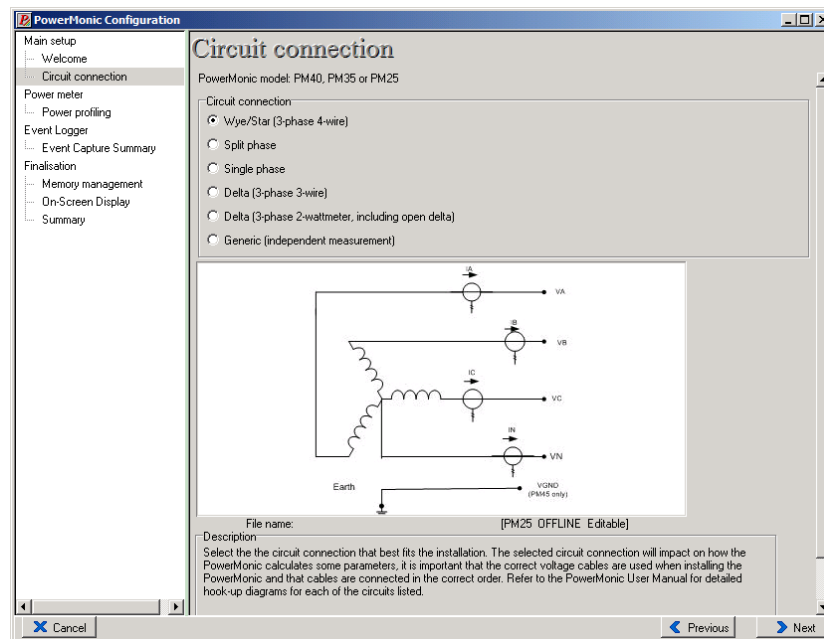 PowerMonic Configuration
Main setup
Welcome
Circuit connection
Power meter
Power profiling
Event Logger
Event Capture Summary
Finalisation
Memory management
On-Screen Display
Summary
Circuit connection
PowerMonic model: PM40, PM35 or PM25
Circuit connection
Wye/Star (3-phase 4-wire)
Split phase
Single phase
Delta (3-phase 3-wire)
Delta (3-phase 2-wattmeter, including open delta)
Generic (independent measurement)
IA
VA
IB
VB
IC
VC
IN
VN
Earth
VGND
(PM45 only)
File name:
[PM25 OFFLINE Editable]
Description
Select the the circuit connection that best fits the installation. The selected circuit connection will impact on how the
PowerMonic calculates some parameters, it is important that the correct voltage cables are used when installing the
PowerMonic and that cables are connected in the correct order. Refer to the PowerMonic User Manual for detailed
hook-up diagrams for each of the circuits listed.
Cancel
Previous
Next